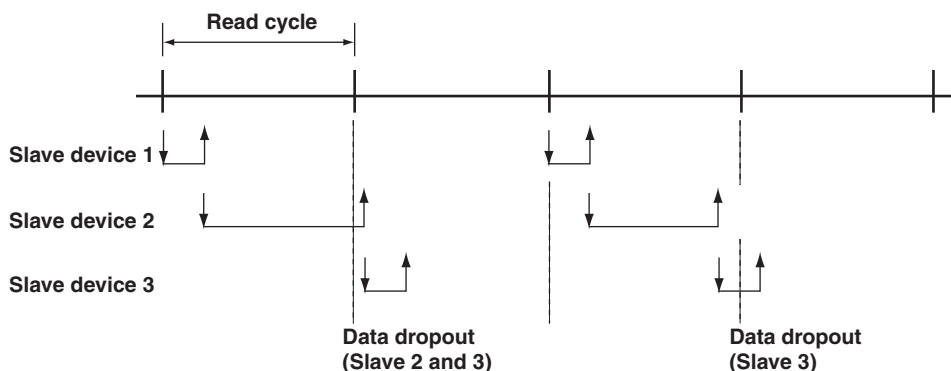 Read cycle
Slave device 1
Slave device 2
Slave device 3
Data dropout
(Slave 2 and 3)
Data dropout
(Slave 3)